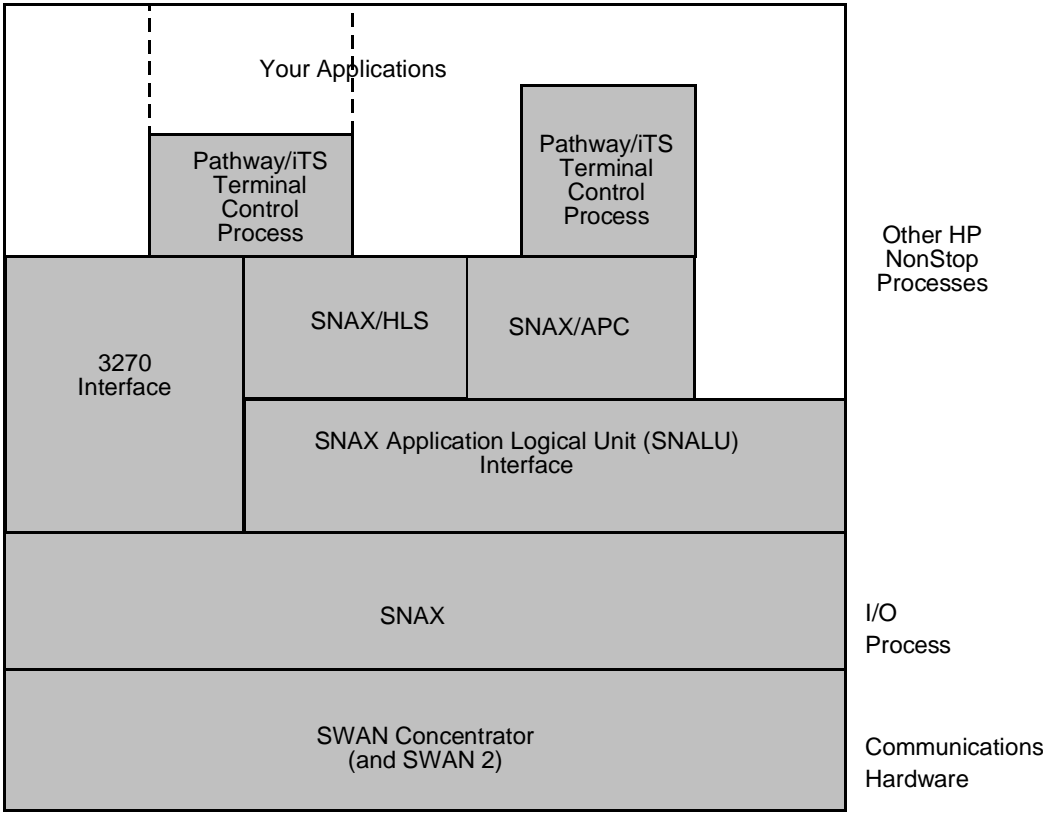 Your Applications
Pathway/iTS
Terminal
Control
Process
Pathway/iTS
Terminal
Control
Process
Other HP
NonStop
Processes
SNAX/HLS
SNAX/APC
3270
Interface
SNAX Application Logical Unit (SNALU)
Interface
SNAX
I/O
Process
SWAN Concentrator
(and SWAN 2)
Communications
Hardware